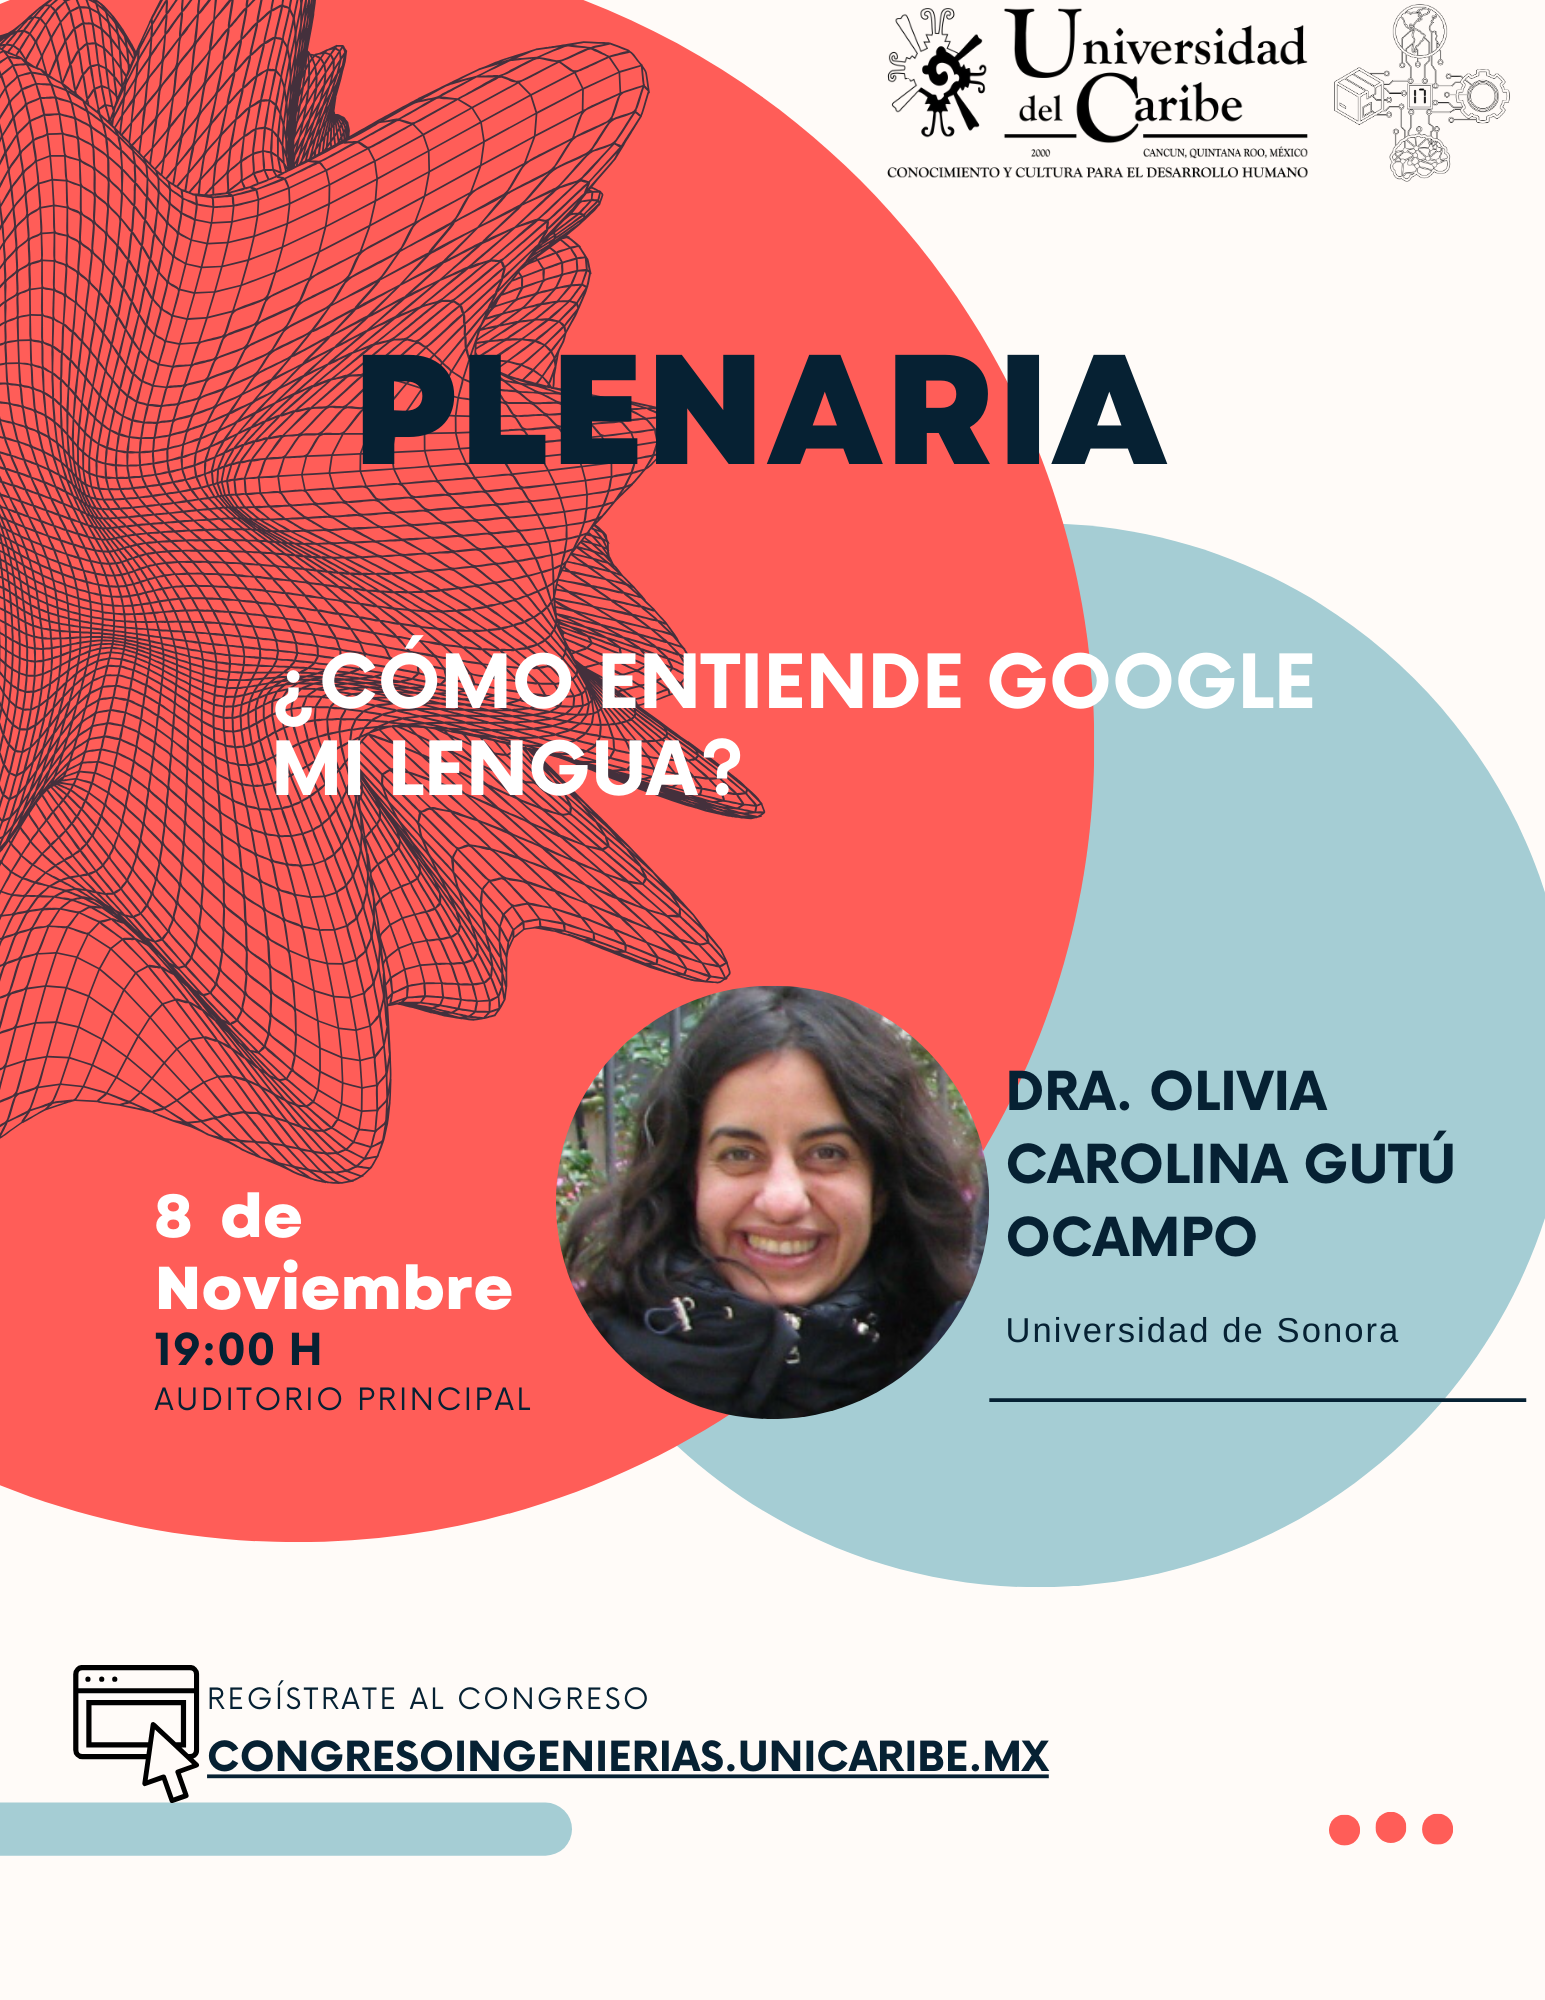 Universidad
del Caribe
2000 CANCUN, QUINTANA ROO, MÉXICO
CONOCIMIENTO Y CULTURA PARA EL DESARROLLO HUMANO
PLENARIA
¿CÓMO ENTIENDE GOOGLE
MI LENGUA?
DRA. OLIVIA
CAROLINA GUTÚ
OCAMPO
Universidad de Sonora
8 de
Noviembre
19:00 H
AUDITORIO PRINCIPAL
REGÍSTRATE AL CONGRESO
CONGRESOINGENIERIAS.UNICARIBE.MX